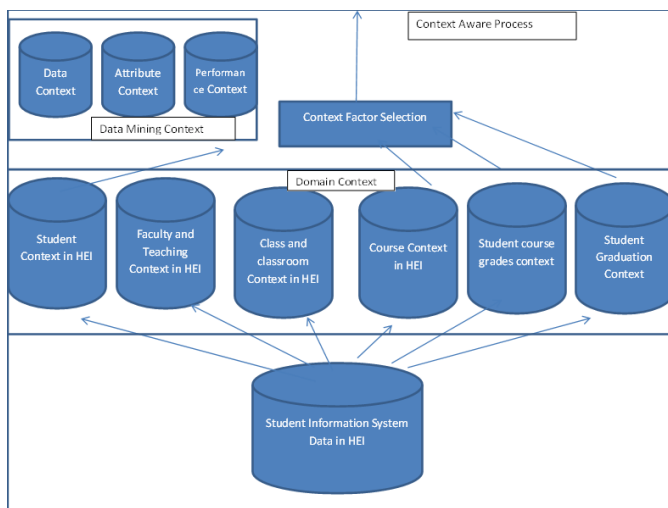 Context Aware Process
Data
Context
Attribute
Context
Performan
ce Context
Data Mining Context
Context Factor Selection
Domain Context
Student
Context in HEI
Faculty and
Teaching
Context in HEI
Class and
classroom
Context in HEI
Course Context
in HEI
Student course
grades context
Student
Graduation
Context
Student Information System
Data in HEI